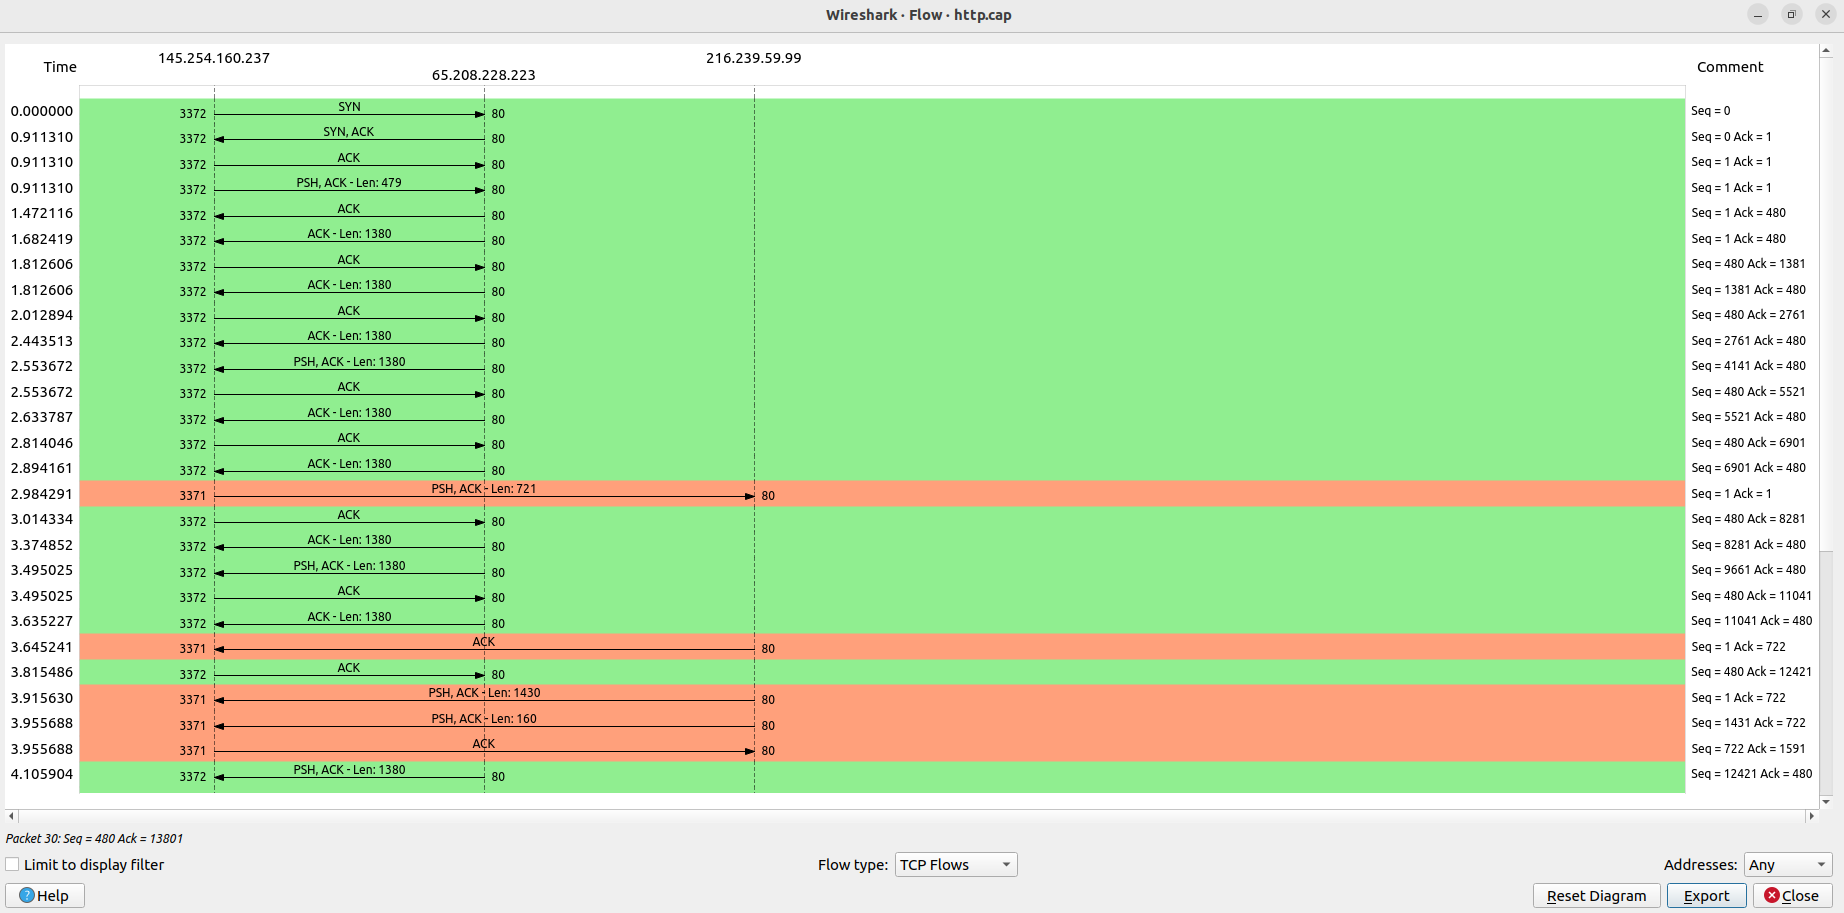 Wireshark · Flow · http.cap
145.254.160.237 216.239.59.99
Time 65.208.228.223 Comment
0.000000 3372 SYN 80 Seq = 0
0.911310 3372 SYN, ACK 80 Seq = 0 Ack = 1
0.911310 3372 ACK 80 Seq = 1 Ack = 1
0.911310 3372 PSH, ACK - Len: 479 80 Seq = 1 Ack = 1
1.472116 3372 ACK 80 Seq = 1 Ack = 480
1.682419 3372 ACK - Len: 1380 80 Seq = 1 Ack = 480
1.812606 3372 ACK 80 Seq = 480 Ack = 1381
1.812606 3372 ACK - Len: 1380 80 Seq = 1381 Ack = 480
2.012894 3372 ACK 80 Seq = 480 Ack = 2761
2.443513 3372 ACK - Len: 1380 80 Seq = 2761 Ack = 480
2.553672 3372 PSH, ACK - Len: 1380 80 Seq = 4141 Ack = 480
2.553672 3372 ACK 80 Seq = 480 Ack = 5521
2.633787 3372 ACK - Len: 1380 80 Seq = 5521 Ack = 480
2.814046 3372 ACK 80 Seq = 480 Ack = 6901
2.894161 3372 ACK - Len: 1380 80 Seq = 6901 Ack = 480
2.984291 3371 PSH, ACK - Len: 721 80 Seq = 1 Ack = 1
3.014334 3372 ACK 80 Seq = 480 Ack = 8281
3.374852 3372 ACK - Len: 1380 80 Seq = 8281 Ack = 480
3.495025 3372 PSH, ACK - Len: 1380 80 Seq = 9661 Ack = 480
3.495025 3372 ACK 80 Seq = 480 Ack = 11041
3.635227 3372 ACK - Len: 1380 80 Seq = 11041 Ack = 480
3.645241 3371 ACK 80 Seq = 1 Ack = 722
3.815486 3372 ACK 80 Seq = 480 Ack = 12421
3.915630 3371 PSH, ACK - Len: 1430 80 Seq = 1 Ack = 722
3.955688 3371 PSH, ACK - Len: 160 80 Seq = 1431 Ack = 722
3.955688 3371 ACK 80 Seq = 722 Ack = 1591
4.105904 3372 PSH, ACK - Len: 1380 80 Seq = 12421 Ack = 480
Packet 30: Seq = 480 Ack = 13801
Limit to display filter Flow type: TCP Flows Addresses: Any
Help Reset Diagram Export Close